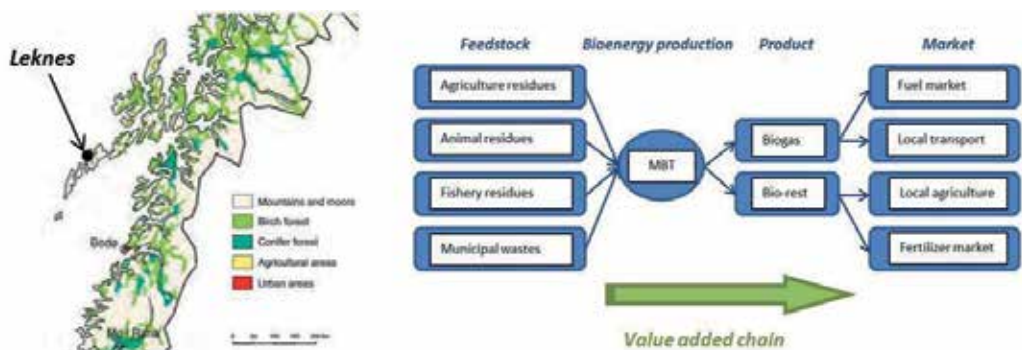 Leknes
Bodø
Mountains and moors
Birch forest
Conifer forest
Agricultural areas
Urban areas
0
Feedstock
Bioenergy production
Product
Market
Agriculture residues
Animal residues
Fishery residues
Municipal wastes
MBT
Biogas
Bio-rest
Fuel market
Local transport
Local agriculture
Fertilizer market
Value added chain